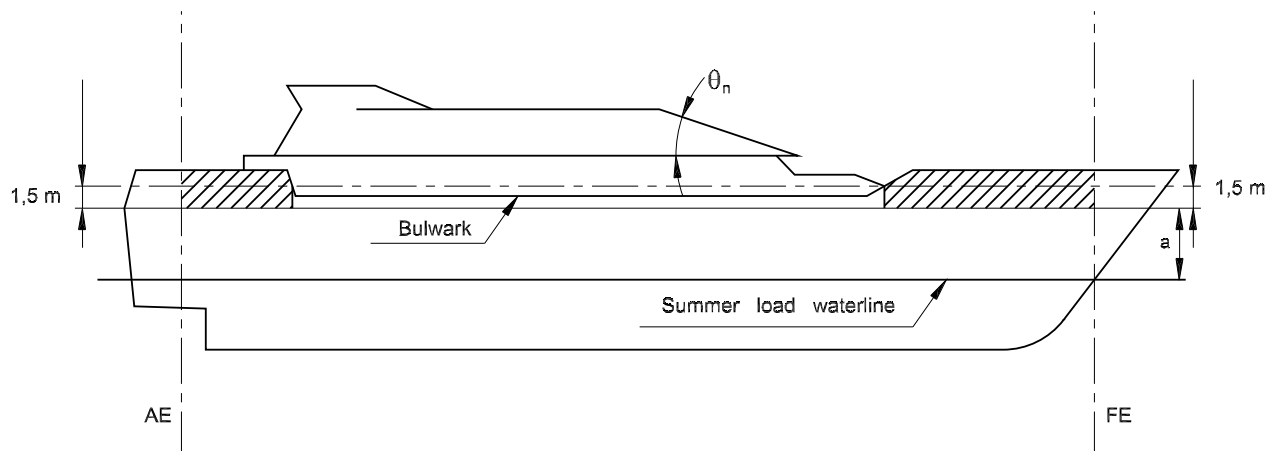 θn
1,5 m
1,5 m
Bulwark
a
Summer load waterline
AE
FE